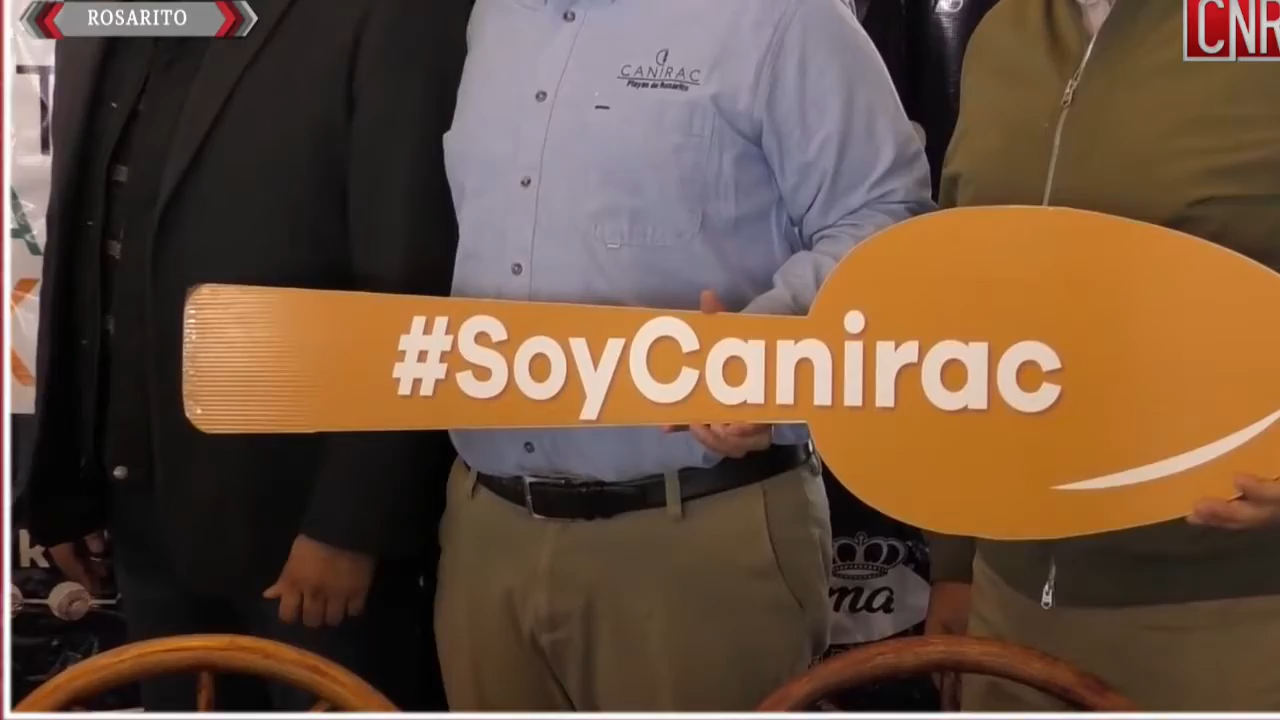 ROSARITO
CNR
CANIRAC
Playas de Rosarito
#SoyCanirac